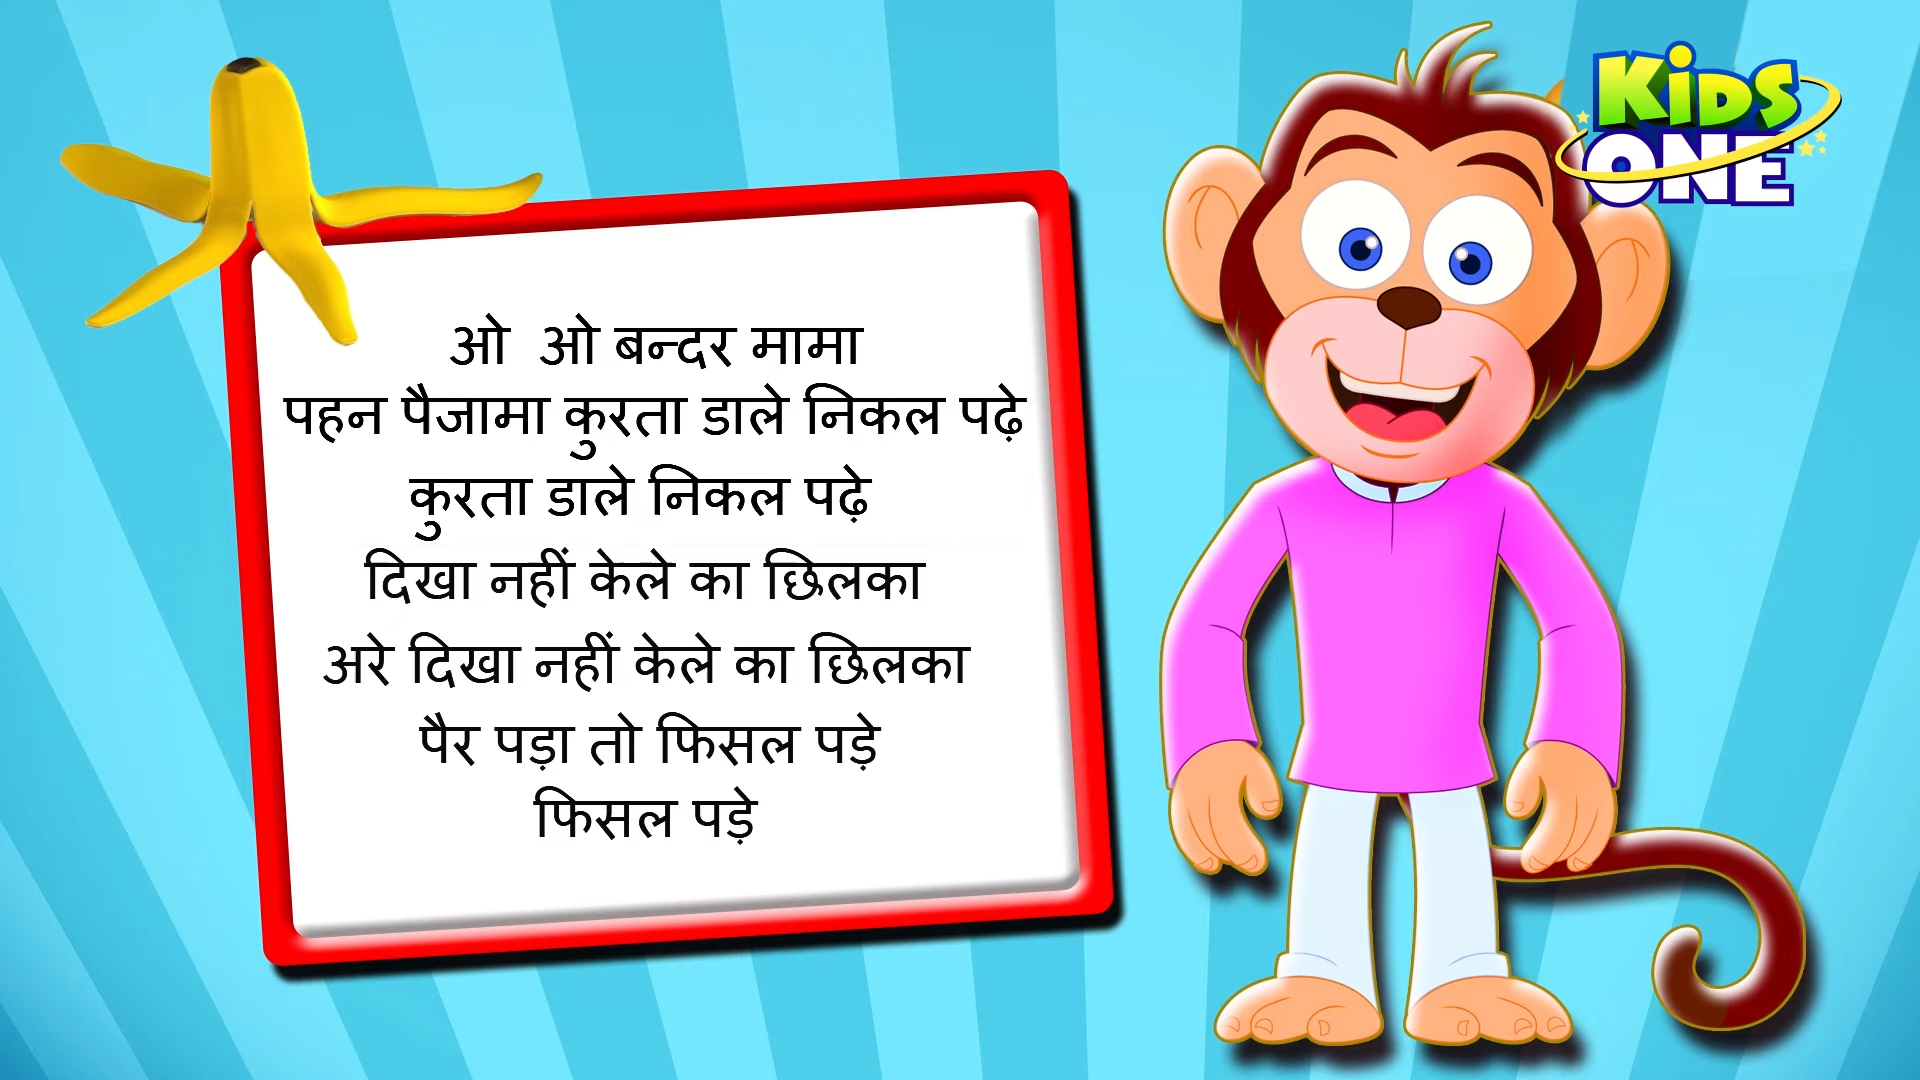 KiDS
ONE
ओ ओ बन्दर मामा
पहन पैजामा कुरता डाले निकल पढ़े
कुरता डाले निकल पढ़े
दिखा नहीं केले का छिलका
अरे दिखा नहीं केले का छिलका
पैर पड़ा तो फिसल पड़े
फिसल पड़े